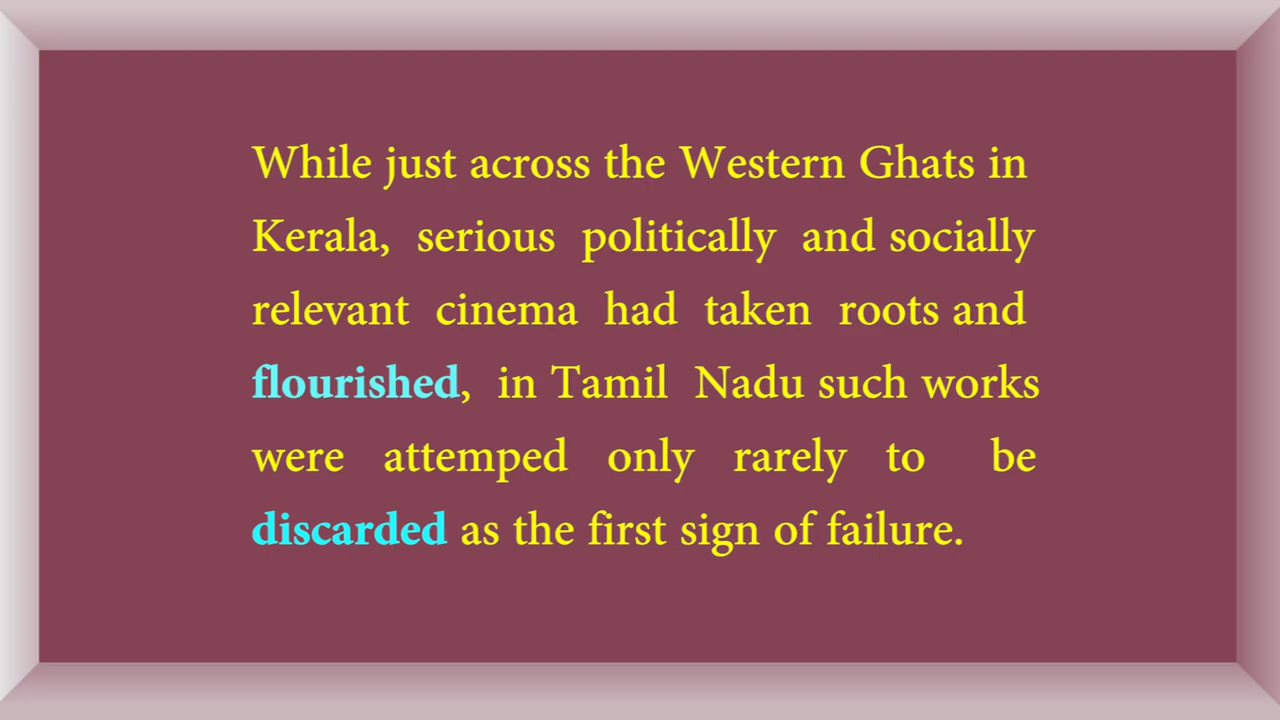 While just across the Western Ghats in
Kerala, serious politically and socially
relevant cinema had taken roots and
flourished, in Tamil Nadu such works
were attemped only rarely to be
discarded as the first sign of failure.